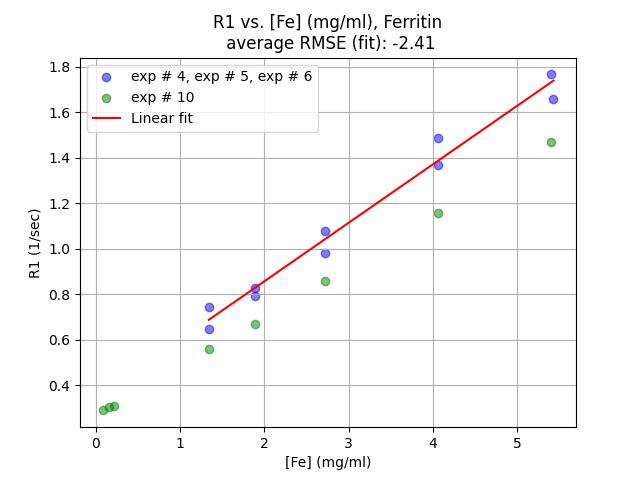 R1 vs. [Fe] (mg/ml), Ferritin
average RMSE (fit): -2.41
exp # 4, exp # 5, exp # 6
exp # 10
Linear fit
R1 (1/sec)
1.8
1.6
1.4
1.2
1.0
0.8
0.6
0.4
0 1 2 3 4 5
[Fe] (mg/ml)